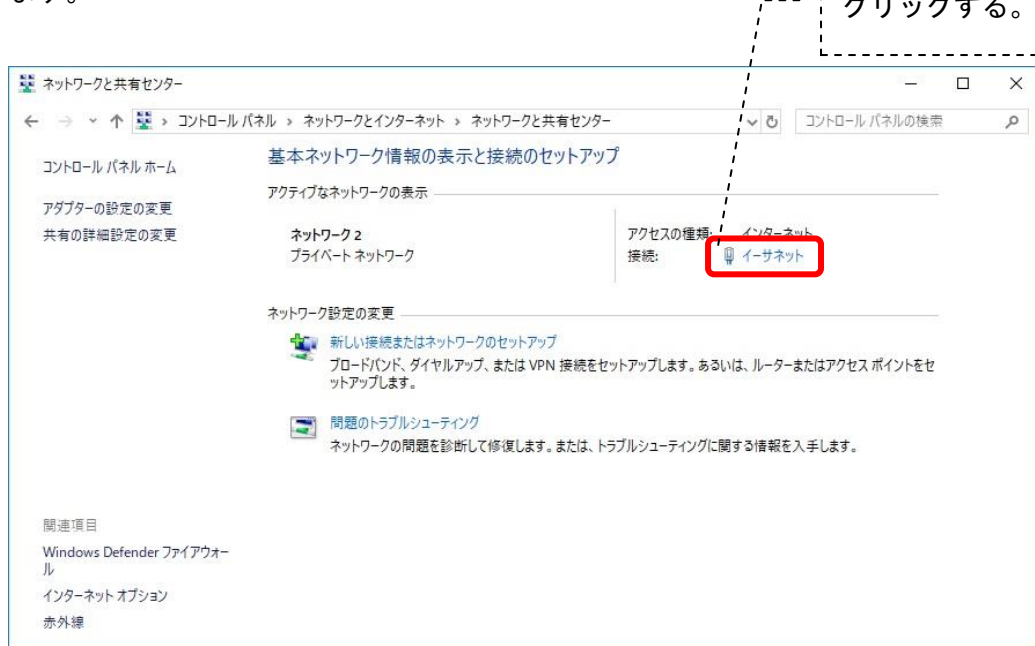 ます。
クリックする。
ネットワークと共有センター
コントロール パネル › ネットワークとインターネット › ネットワークと共有センター
コントロール パネルの検索
コントロール パネル ホーム
アダプターの設定の変更
共有の詳細設定の変更
基本ネットワーク情報の表示と接続のセットアップ
アクティブなネットワークの表示
ネットワーク 2
プライベート ネットワーク
アクセスの種類: インターネット
接続: イーサネット
ネットワーク設定の変更
新しい接続またはネットワークのセットアップ
ブロードバンド、ダイヤルアップ、または VPN 接続をセットアップします。あるいは、ルーターまたはアクセス ポイントをセ
ットアップします。
問題のトラブルシューティング
ネットワークの問題を診断して修復します。または、トラブルシューティングに関する情報を入手します。
関連項目
Windows Defender ファイアウォー
ル
インターネット オプション
赤外線